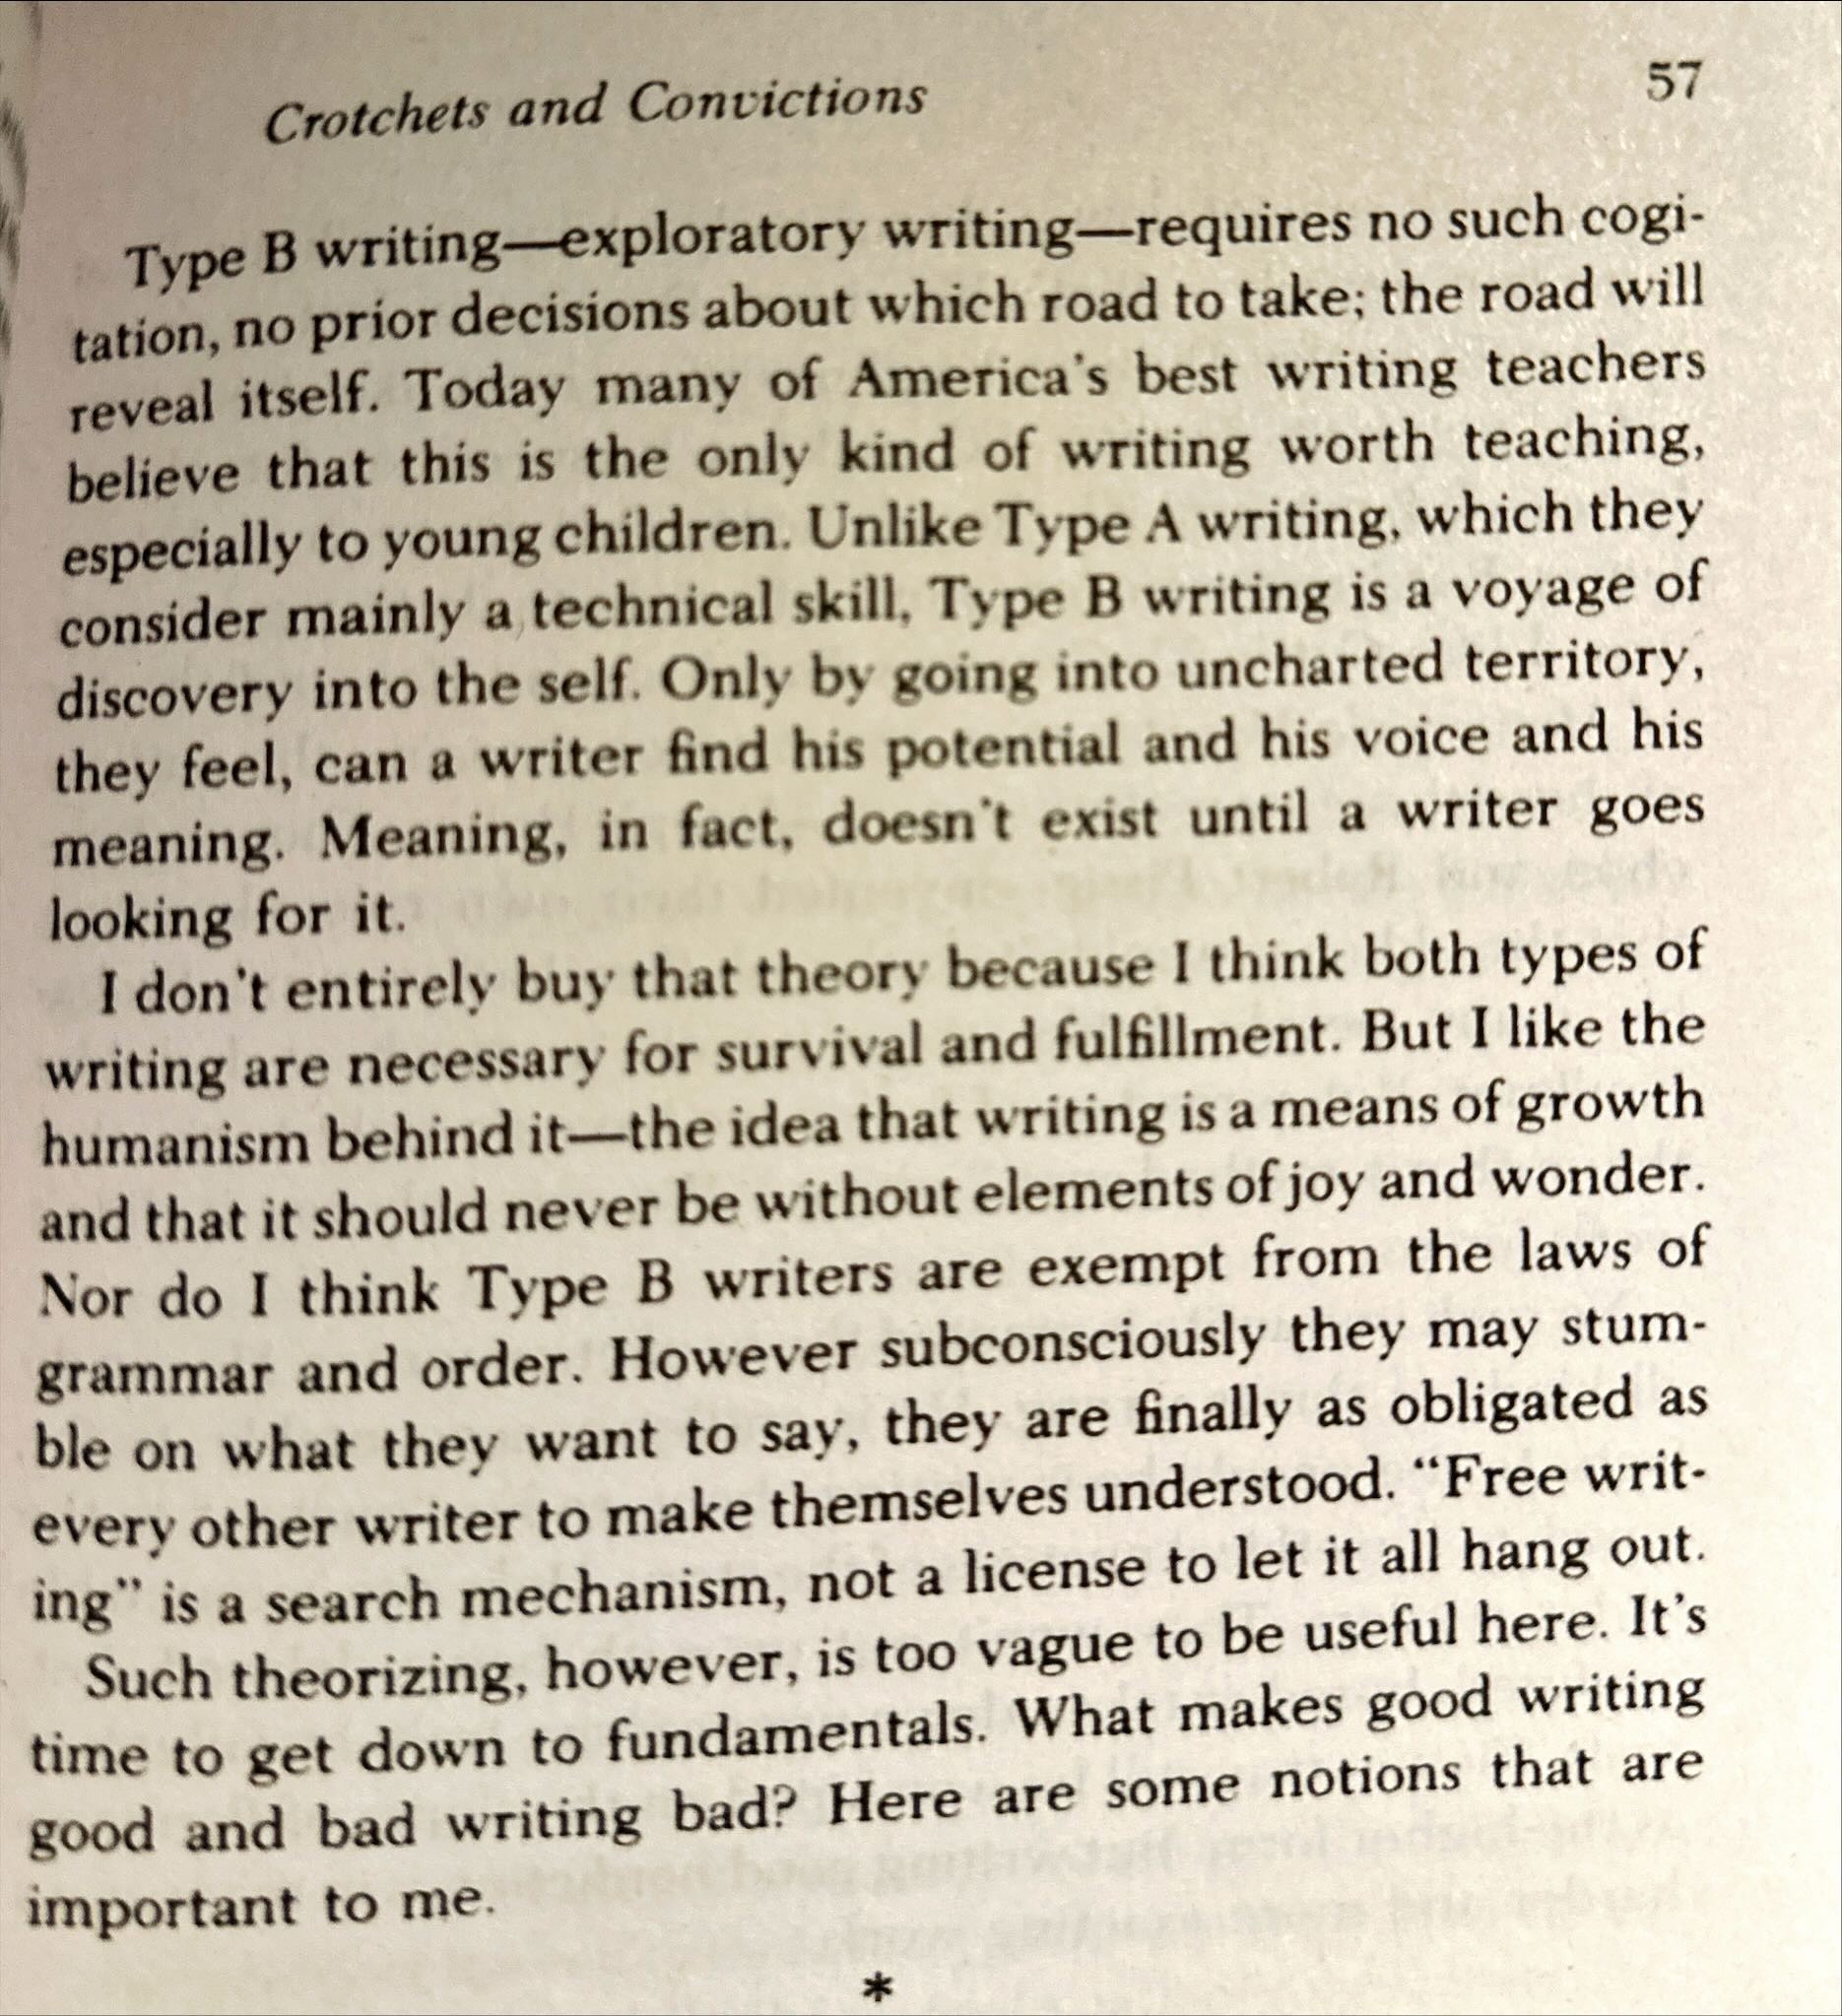 Crotchets and Convictions 57
Type B writing—exploratory writing—requires no such cogi-
tation, no prior decisions about which road to take; the road will
reveal itself. Today many of America's best writing teachers
believe that this is the only kind of writing worth teaching,
especially to young children. Unlike Type A writing, which they
consider mainly a technical skill, Type B writing is a voyage of
discovery into the self. Only by going into uncharted territory,
they feel, can a writer find his potential and his voice and his
meaning. Meaning, in fact, doesn't exist until a writer goes
looking for it.
I don't entirely buy that theory because I think both types of
writing are necessary for survival and fulfillment. But I like the
humanism behind it—the idea that writing is a means of growth
and that it should never be without elements of joy and wonder.
Nor do I think Type B writers are exempt from the laws of
grammar and order. However subconsciously they may stum-
ble on what they want to say, they are finally as obligated as
every other writer to make themselves understood. “Free writ-
ing” is a search mechanism, not a license to let it all hang out.
Such theorizing, however, is too vague to be useful here. It's
time to get down to fundamentals. What makes good writing
good and bad writing bad? Here are some notions that are
important to me.
*